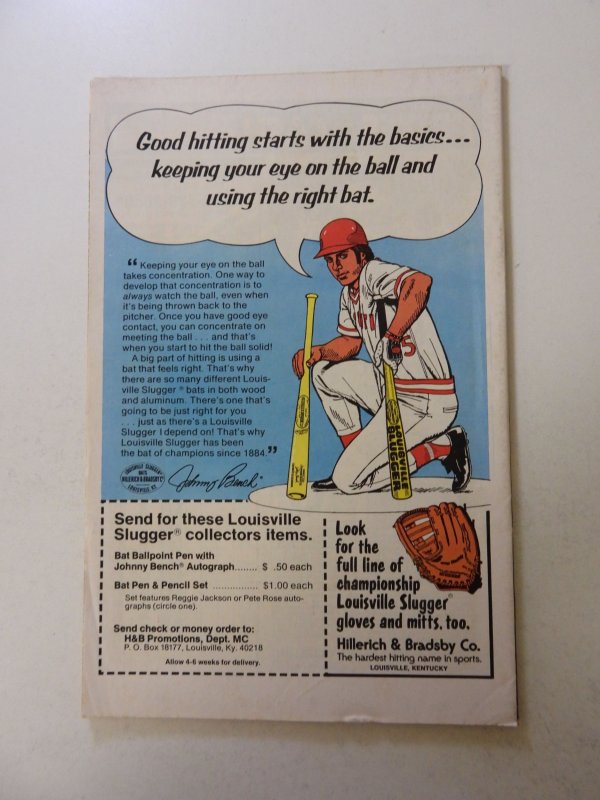 Good hitting starts with the basics...
keeping your eye on the ball and
using the right bat.
“ Keeping your eye on the ball
takes concentration. One way to
develop that concentration is to
always watch the ball, even when
it's being thrown back to the
pitcher. Once you have good eye
contact, you can concentrate on
meeting the ball . . . and that's
when you start to hit the ball solid!
A big part of hitting is using a
bat that feels right. That's why
there are so many different Louis-
ville Slugger® bats in both wood
and aluminum. There's one that's
going to be just right for you
. . . just as there's a Louisville
Slugger I depend on! That's why
Louisville Slugger has been
the bat of champions since 1884.”
LOUISVILLE SLUGGER
BATS
HILLERICH & BRADSBY Co
LOUISVILLE, KY.
Johnny Bench
5
LOUISVILLE
SLUGGER
Send for these Louisville
Slugger® collectors items.
Bat Ballpoint Pen with
Johnny Bench® Autograph........ $ .50 each
Bat Pen & Pencil Set ................ $1.00 each
Set features Reggie Jackson or Pete Rose auto-
graphs (circle one).
Send check or money order to:
H&B Promotions, Dept. MC
P. O. Box 18177, Louisville, Ky. 40218
Allow 4-6 weeks for delivery.
Look
for the
full line of
championship
Louisville Slugger®
gloves and mitts, too.
Hillerich & Bradsby Co.
The hardest hitting name in sports.
LOUISVILLE, KENTUCKY